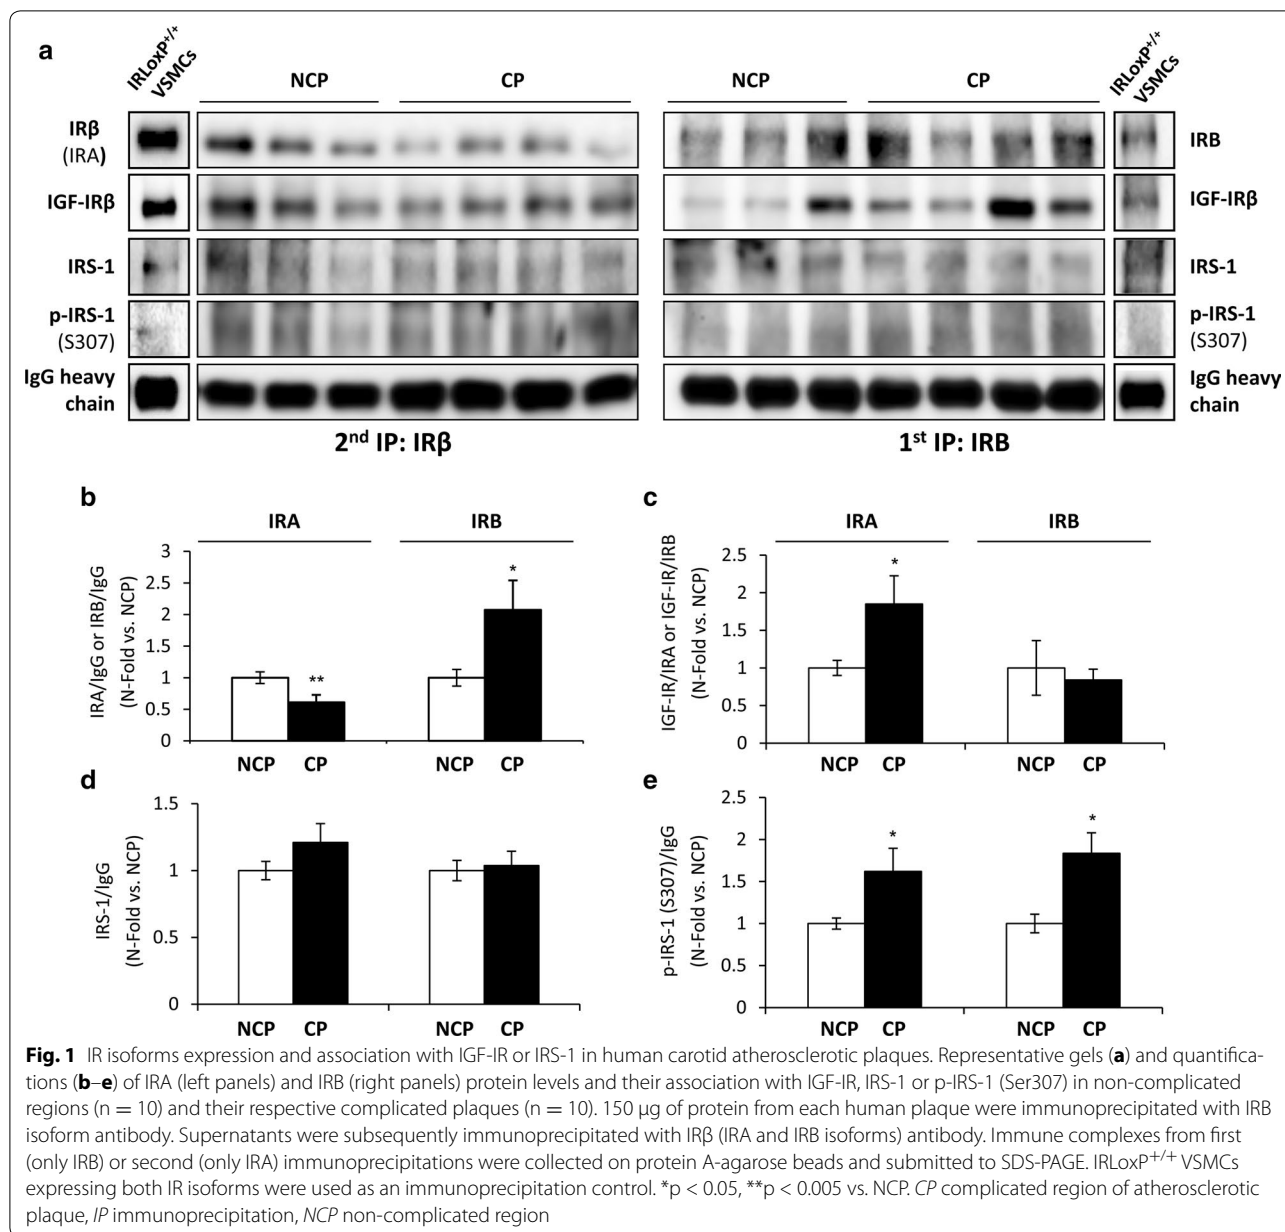 a
IRLoxP+/+
VSMCs
NCP
CP
NCP
CP
IRLoxP+/+
VSMCs
IRβ
(IRA)
IRB
IGF-IRβ
IGF-IRβ
IRS-1
IRS-1
p-IRS-1
(S307)
p-IRS-1
(S307)
IgG heavy
chain
IgG heavy
chain
2nd IP: IRβ
1st IP: IRB
b
IRA
IRB
IRA/IgG or IRB/IgG
(N-Fold vs. NCP)
3
2.5
2
1.5
1
0.5
0
**
*
NCP CP
NCP CP
c
IRA
IRB
IGF-IR/IRA or IGF-IR/IRB
(N-Fold vs. NCP)
2.5
2
1.5
1
0.5
0
*
NCP CP
NCP CP
d
IRS-1/IgG
(N-Fold vs. NCP)
1.5
1
0.5
0
NCP CP
NCP CP
e
p-IRS-1 (S307)/IgG
(N-Fold vs. NCP)
2.5
2
1.5
1
0.5
0
*
*
NCP CP
NCP CP
Fig. 1 IR isoforms expression and association with IGF-IR or IRS-1 in human carotid atherosclerotic plaques. Representative gels (a) and quantifica-
tions (b–e) of IRA (left panels) and IRB (right panels) protein levels and their association with IGF-IR, IRS-1 or p-IRS-1 (Ser307) in non-complicated
regions (n = 10) and their respective complicated plaques (n = 10). 150 µg of protein from each human plaque were immunoprecipitated with IRB
isoform antibody. Supernatants were subsequently immunoprecipitated with IRβ (IRA and IRB isoforms) antibody. Immune complexes from first
(only IRB) or second (only IRA) immunoprecipitations were collected on protein A-agarose beads and submitted to SDS-PAGE. IRLoxP+/+ VSMCs
expressing both IR isoforms were used as an immunoprecipitation control. *p < 0.05, **p < 0.005 vs. NCP. CP complicated region of atherosclerotic
plaque, IP immunoprecipitation, NCP non-complicated region